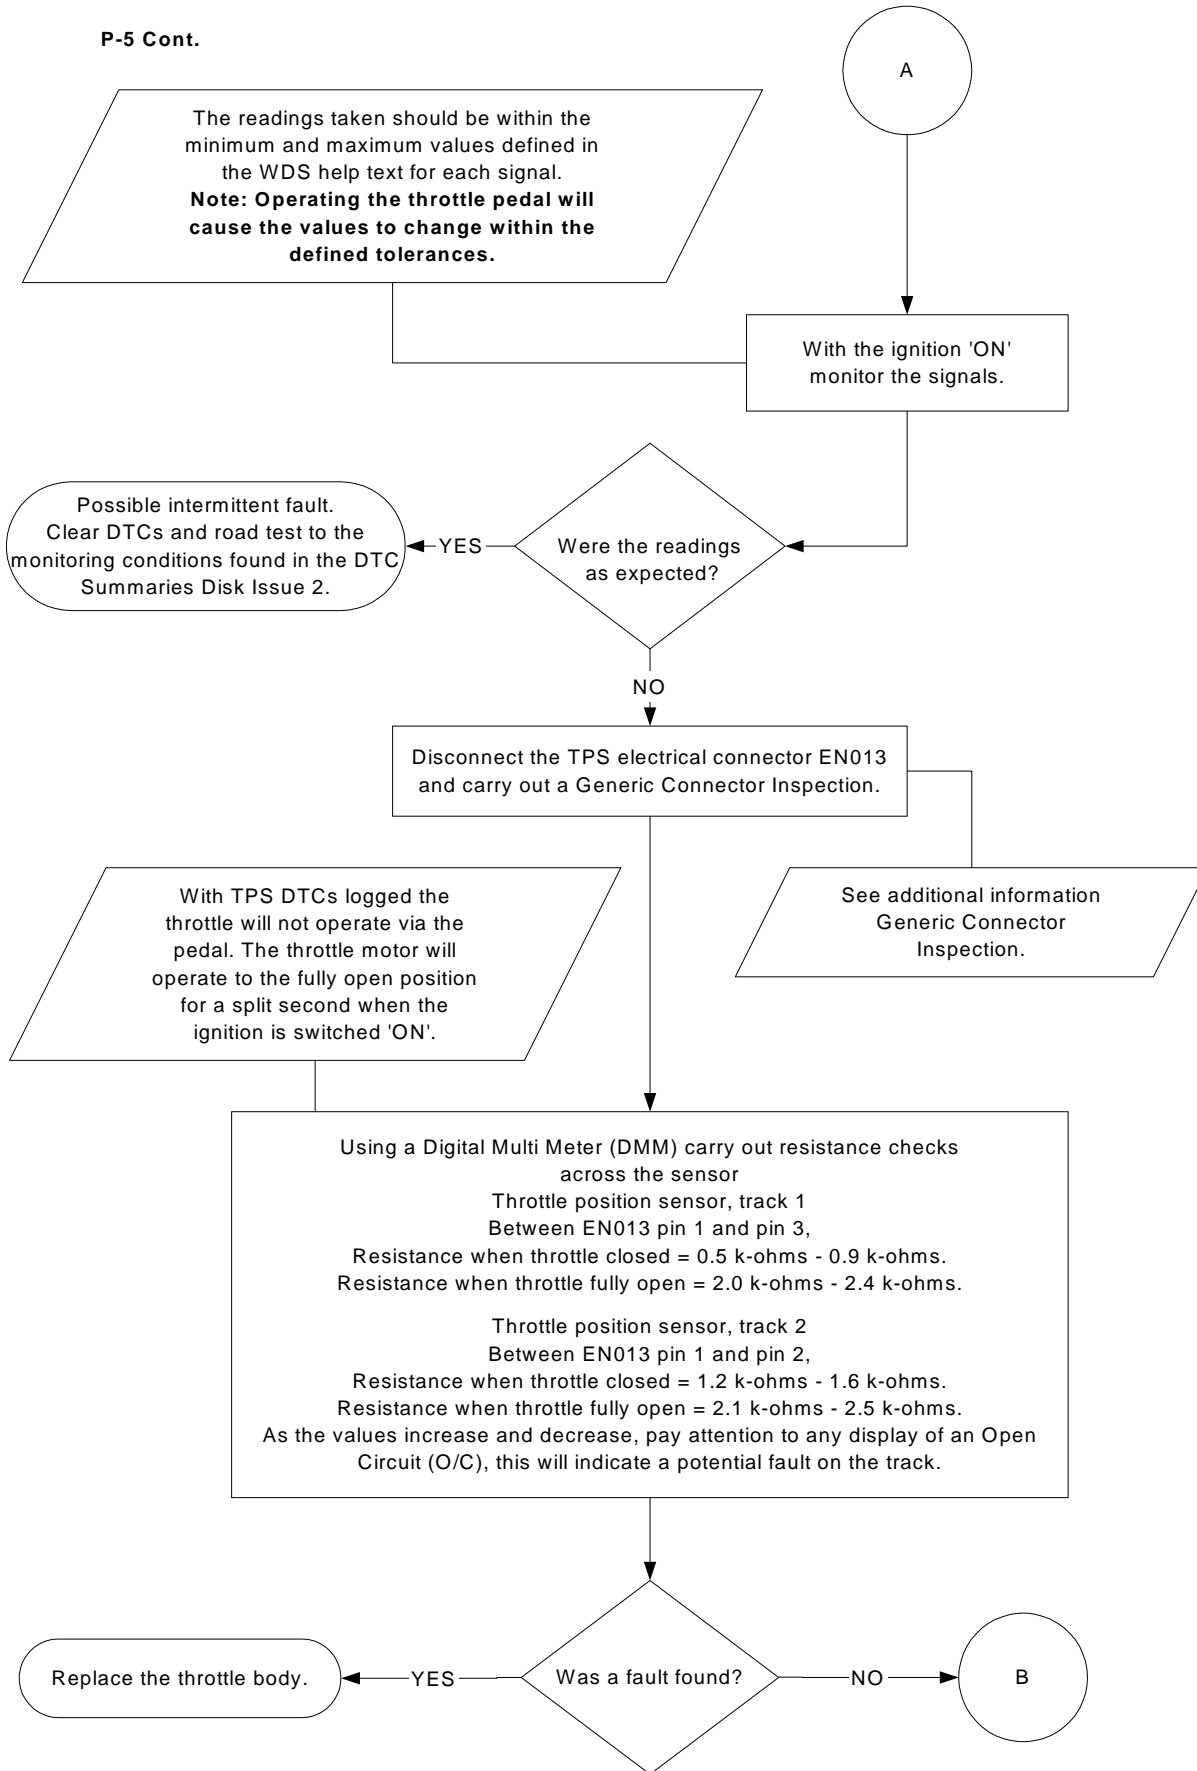 P-5 Cont.
A
The readings taken should be within the
minimum and maximum values defined in
the WDS help text for each signal.
Note: Operating the throttle pedal will
cause the values to change within the
defined tolerances.
With the ignition 'ON'
monitor the signals.
Possible intermittent fault.
Clear DTCs and road test to the
monitoring conditions found in the DTC
Summaries Disk Issue 2.
YES
Were the readings
as expected?
NO
Disconnect the TPS electrical connector EN013
and carry out a Generic Connector Inspection.
With TPS DTCs logged the
throttle will not operate via the
pedal. The throttle motor will
operate to the fully open position
for a split second when the
ignition is switched 'ON'.
See additional information
Generic Connector
Inspection.
Using a Digital Multi Meter (DMM) carry out resistance checks
across the sensor
Throttle position sensor, track 1
Between EN013 pin 1 and pin 3,
Resistance when throttle closed = 0.5 k-ohms - 0.9 k-ohms.
Resistance when throttle fully open = 2.0 k-ohms - 2.4 k-ohms.
Throttle position sensor, track 2
Between EN013 pin 1 and pin 2,
Resistance when throttle closed = 1.2 k-ohms - 1.6 k-ohms.
Resistance when throttle fully open = 2.1 k-ohms - 2.5 k-ohms.
As the values increase and decrease, pay attention to any display of an Open
Circuit (O/C), this will indicate a potential fault on the track.
Replace the throttle body.
YES
Was a fault found?
NO
B